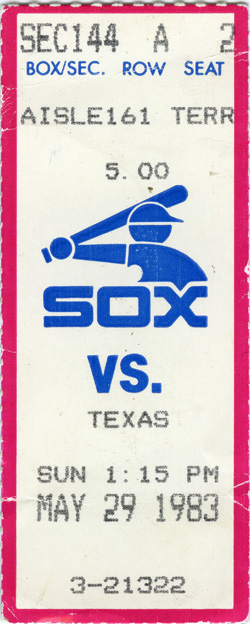 SEC144 A 2
BOX/SEC. ROW SEAT
AISLE161 TERR
5.00
SOX
VS.
TEXAS
SUN 1:15 PM
MAY 29 1983
3-21322